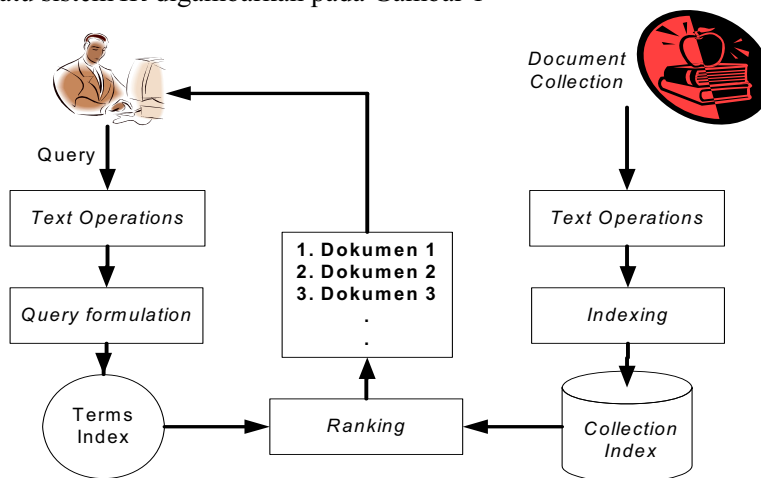 Document
Collection
Query
Text Operations
Text Operations
1. Dokumen 1
2. Dokumen 2
3. Dokumen 3
.
.
Query formulation
Indexing
Terms
Index
Ranking
Collection
Index